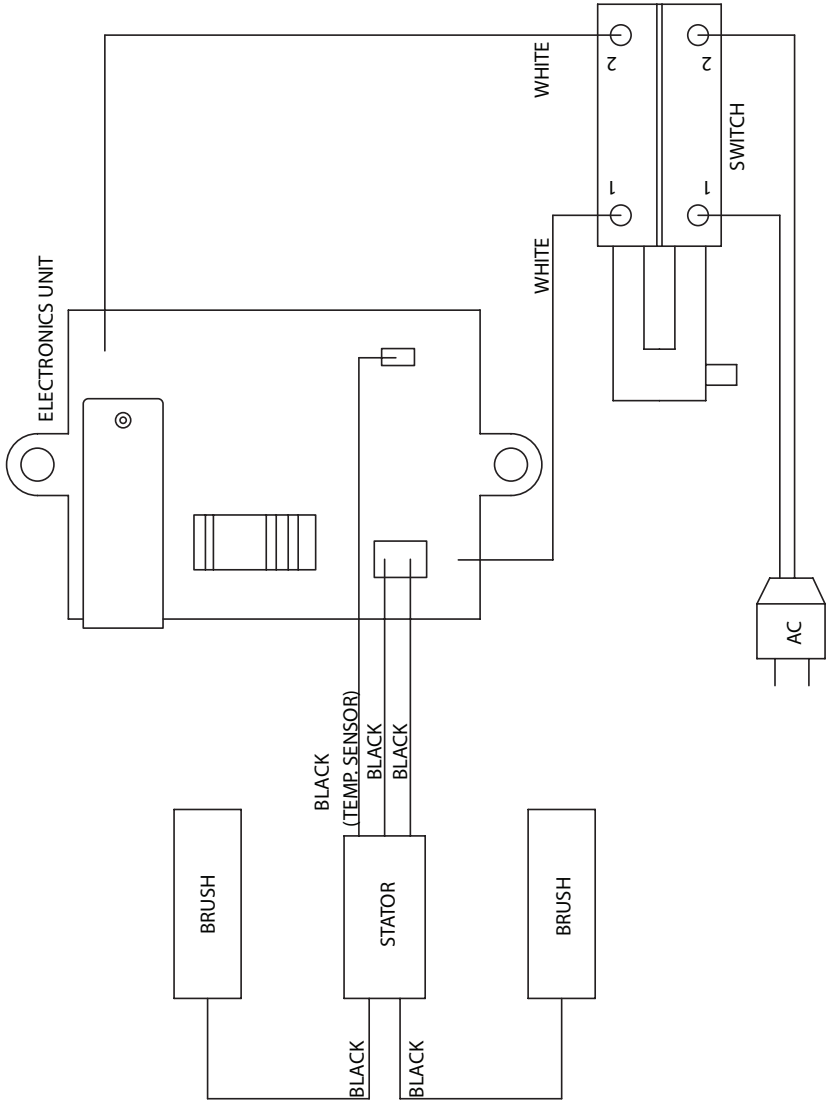 WHITE
2
2
SWITCH
1
1
WHITE
ELECTRONICS UNIT
AC
BLACK
(TEMP. SENSOR)
BLACK
BLACK
BRUSH
STATOR
BRUSH
BLACK
BLACK